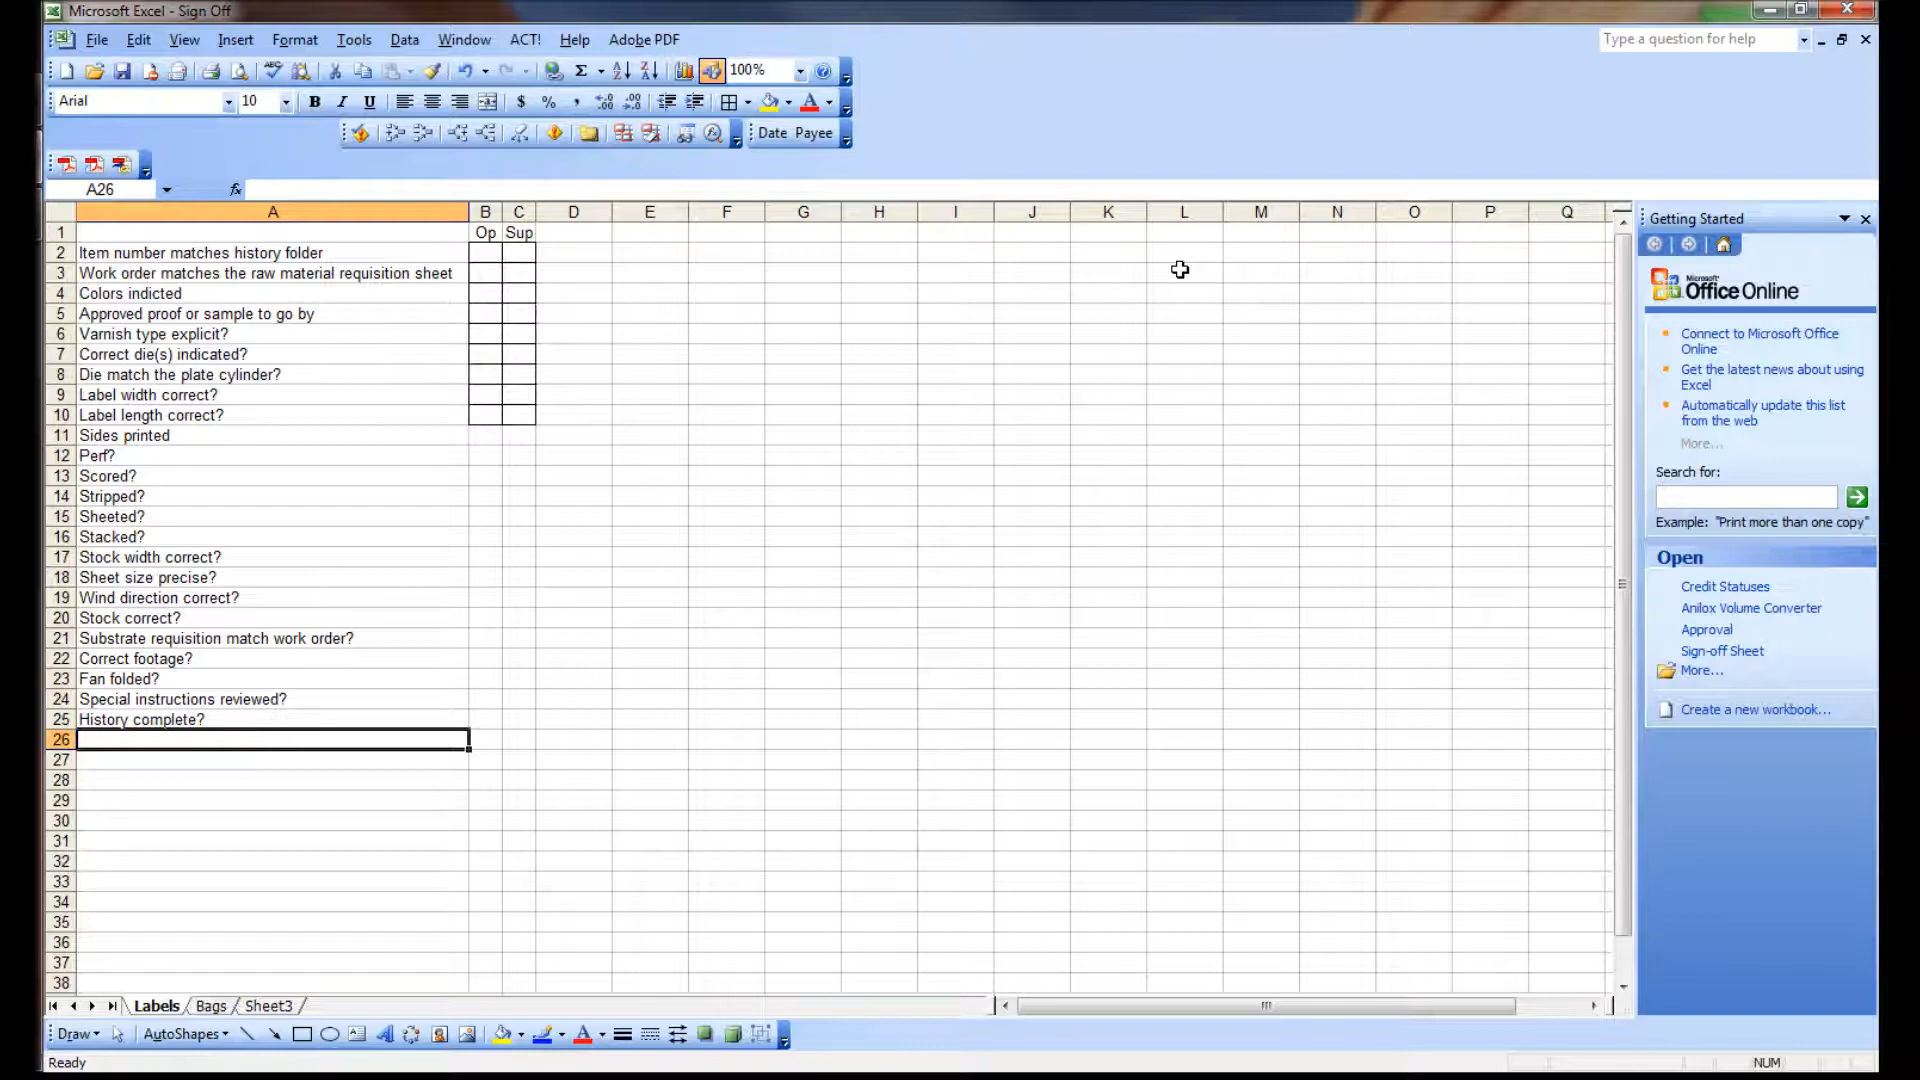 Microsoft Excel - Sign Off
File Edit View Insert Format Tools Data Window ACT! Help Adobe PDF
Type a question for help
100%
Arial 10
Date Payee
A26
A B C D E F G H I J K L M N O P Q
1 Op Sup
2 Item number matches history folder
3 Work order matches the raw material requisition sheet
4 Colors indicted
5 Approved proof or sample to go by
6 Varnish type explicit?
7 Correct die(s) indicated?
8 Die match the plate cylinder?
9 Label width correct?
10 Label length correct?
11 Sides printed
12 Perf?
13 Scored?
14 Stripped?
15 Sheeted?
16 Stacked?
17 Stock width correct?
18 Sheet size precise?
19 Wind direction correct?
20 Stock correct?
21 Substrate requisition match work order?
22 Correct footage?
23 Fan folded?
24 Special instructions reviewed?
25 History complete?
26
27
28
29
30
31
32
33
34
35
36
37
38
Getting Started
Microsoft
Office Online
Connect to Microsoft Office
Online
Get the latest news about using
Excel
Automatically update this list
from the web
More...
Search for:
Example: "Print more than one copy"
Open
Credit Statuses
Anilox Volume Converter
Approval
Sign-off Sheet
More...
Create a new workbook...
Labels Bags Sheet3
Draw AutoShapes
Ready
NUM